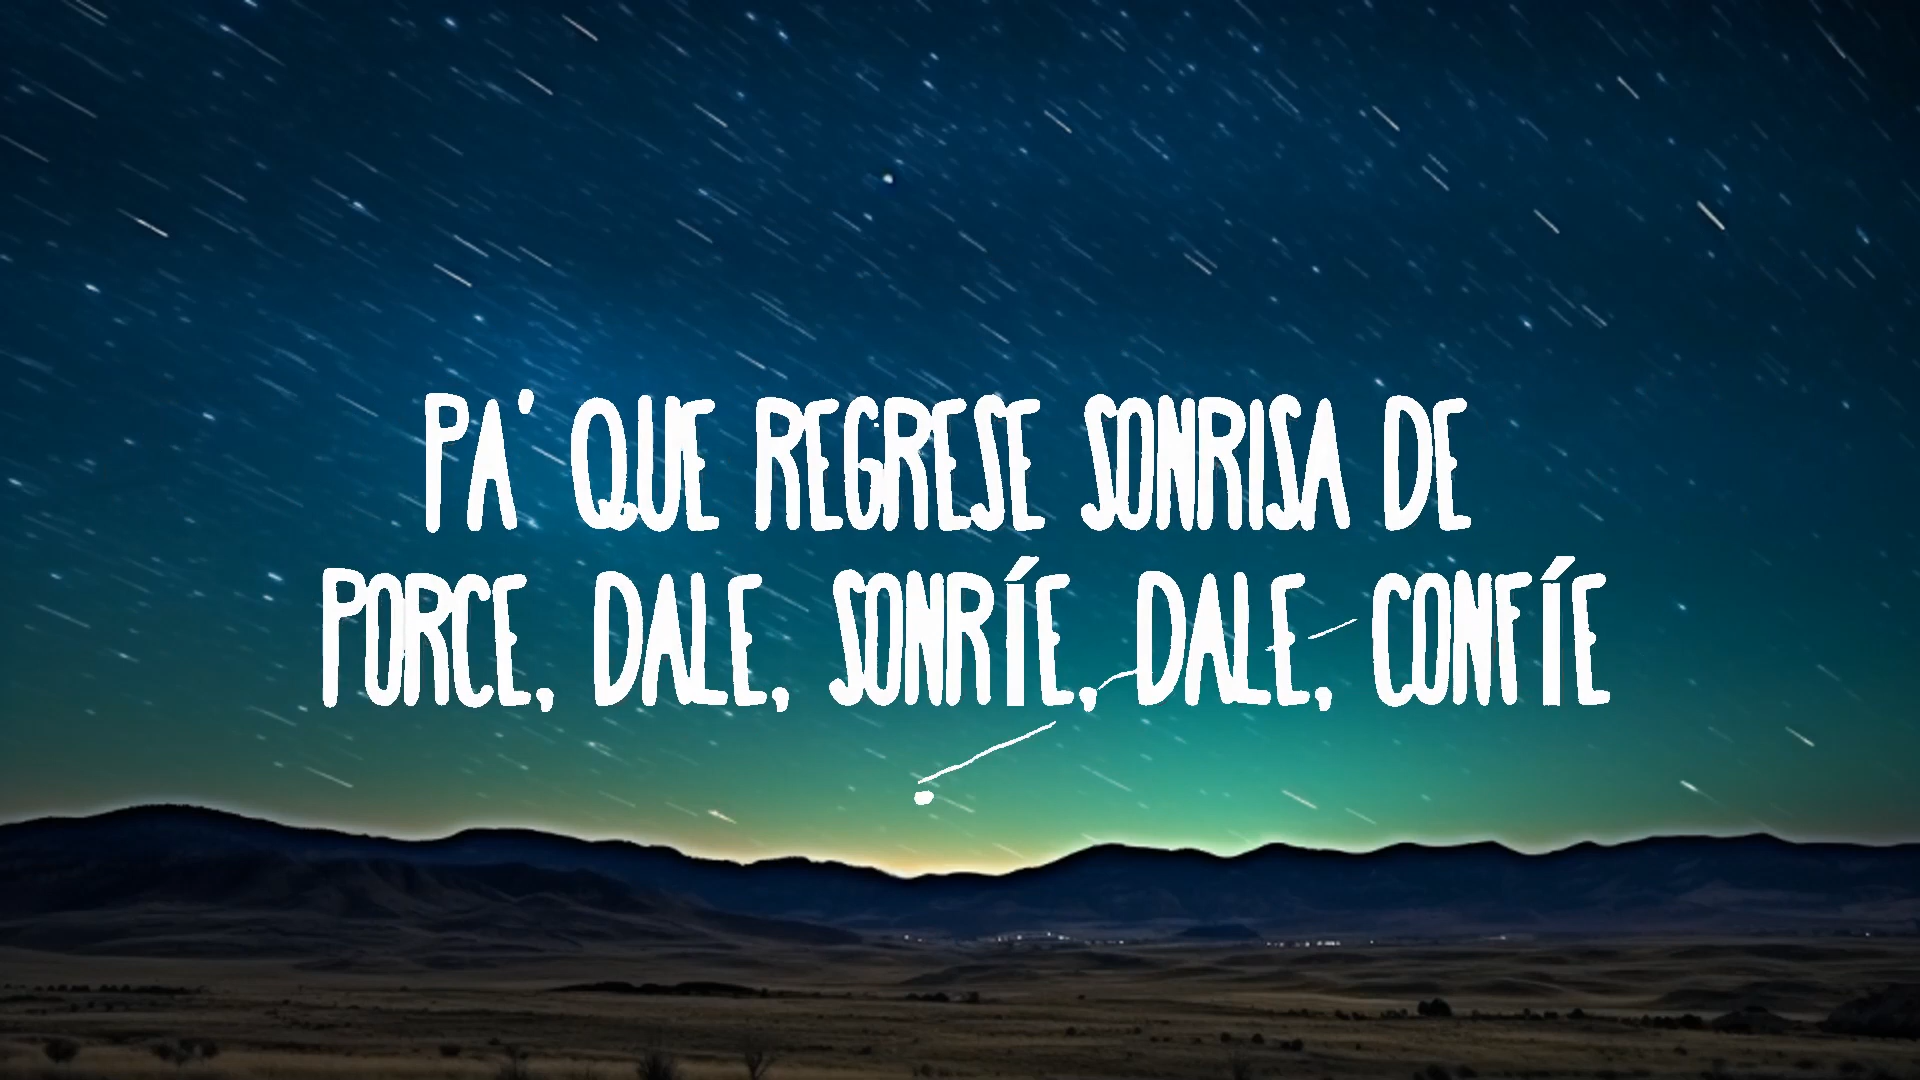 PA' QUE REGRESE SONRISA DE
PORCE, DALE, SONRÍE, DALE, CONFÍE